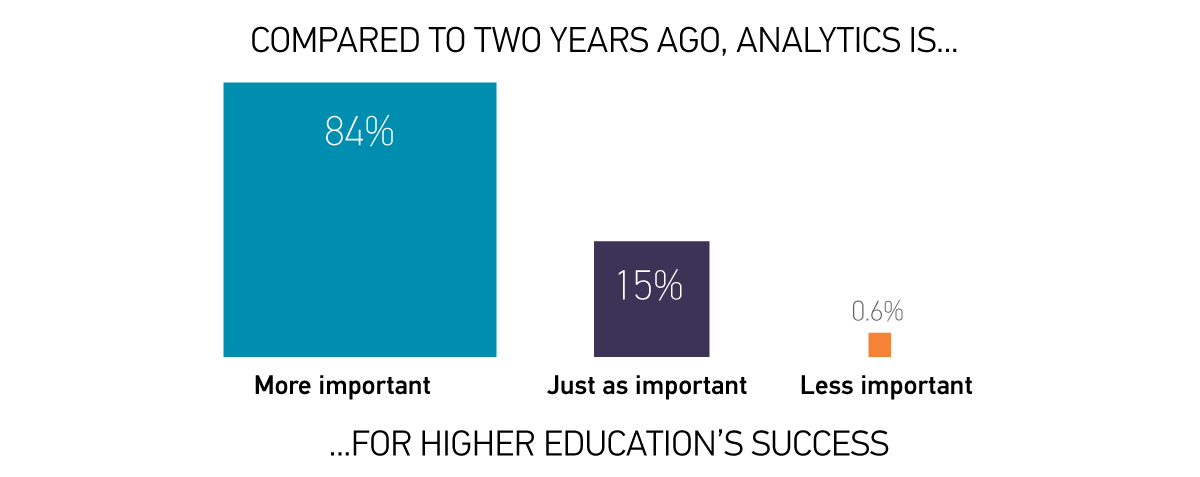 COMPARED TO TWO YEARS AGO, ANALYTICS IS...
84%
15%
0.6%
More important
Just as important
Less important
...FOR HIGHER EDUCATION’S SUCCESS